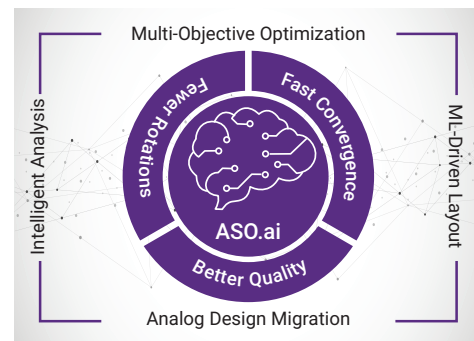 Multi-Objective Optimization
Fewer Rotations
Fast Convergence
Intelligent Analysis
ML-Driven Layout
ASO.ai
Better Quality
Analog Design Migration